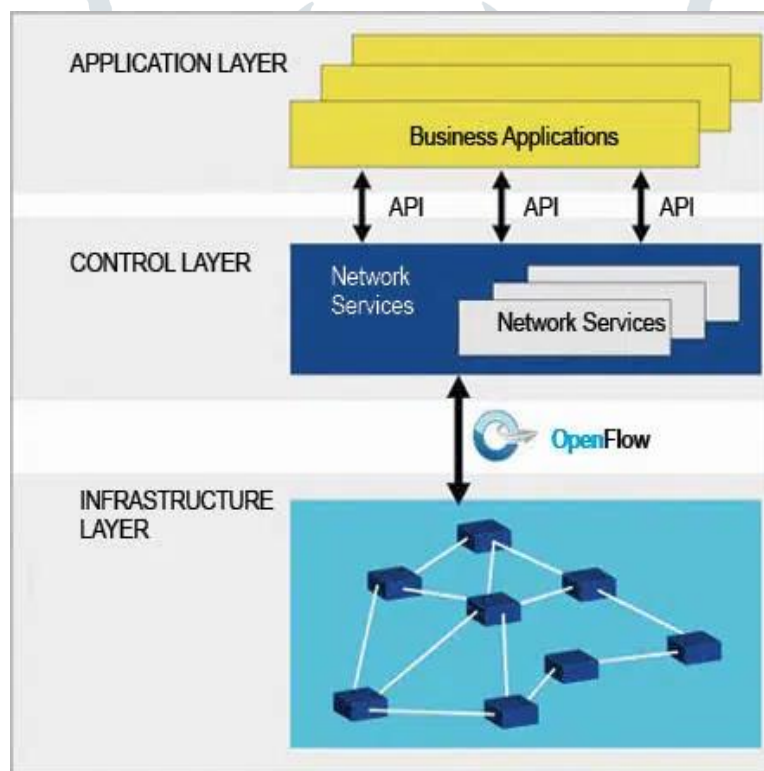 APPLICATION LAYER
Business Applications
API
API
API
CONTROL LAYER
Network
Services
Network Services
OpenFlow
INFRASTRUCTURE
LAYER